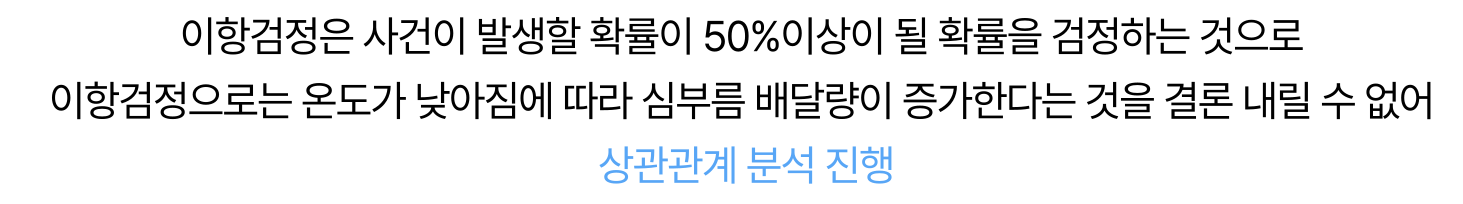 이항검정은 사건이 발생할 확률이 50%이상이 될 확률을 검정하는 것으로
이항검정으로는 온도가 낮아짐에 따라 심부름 배달량이 증가한다는 것을 결론 내릴 수 없어
상관관계 분석 진행